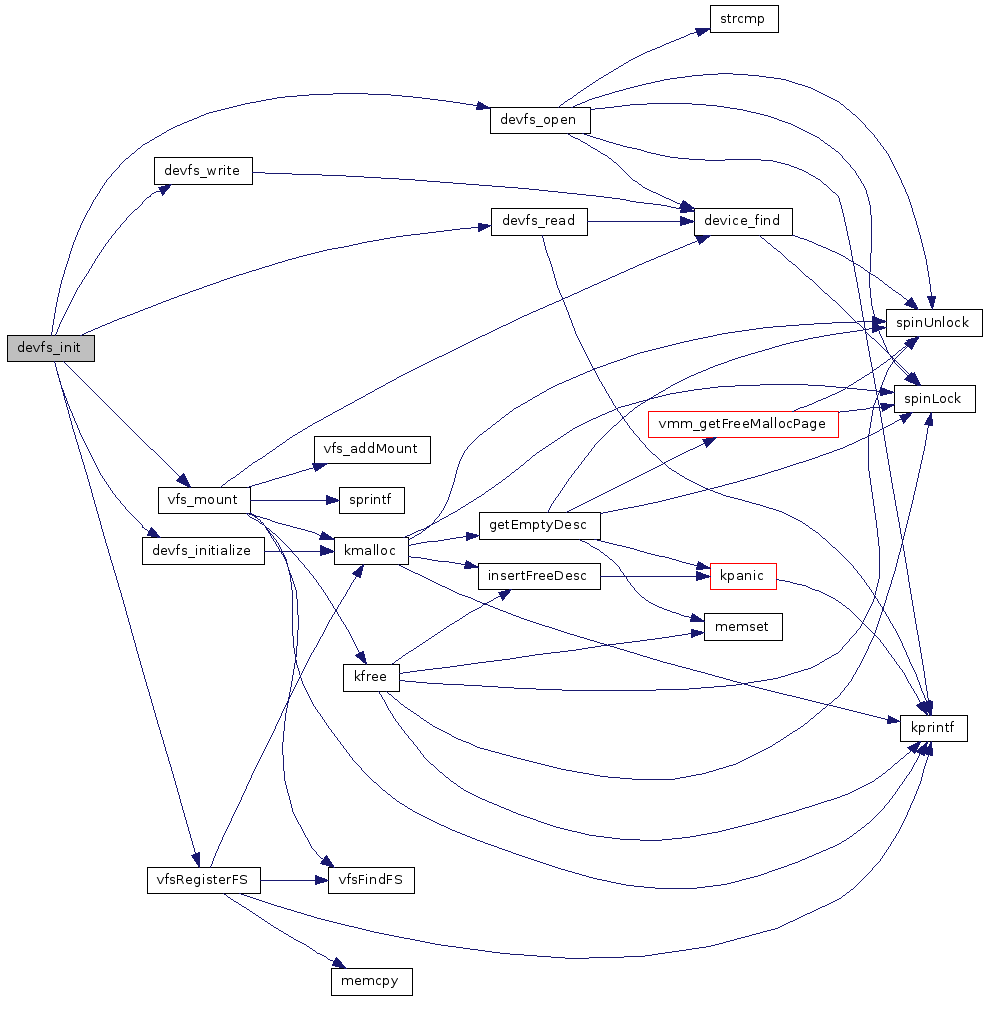 strcmp
devfs_open
devfs_write
devfs_read
device_find
spinUnlock
devfs_init
spinLock
vmm_getFreeMallocPage
vfs_addMount
vfs_mount
sprintf
getEmptyDesc
devfs_initialize
kmalloc
insertFreeDesc
kpanic
memset
kfree
kprintf
vfsRegisterFS
vfsFindFS
memcpy